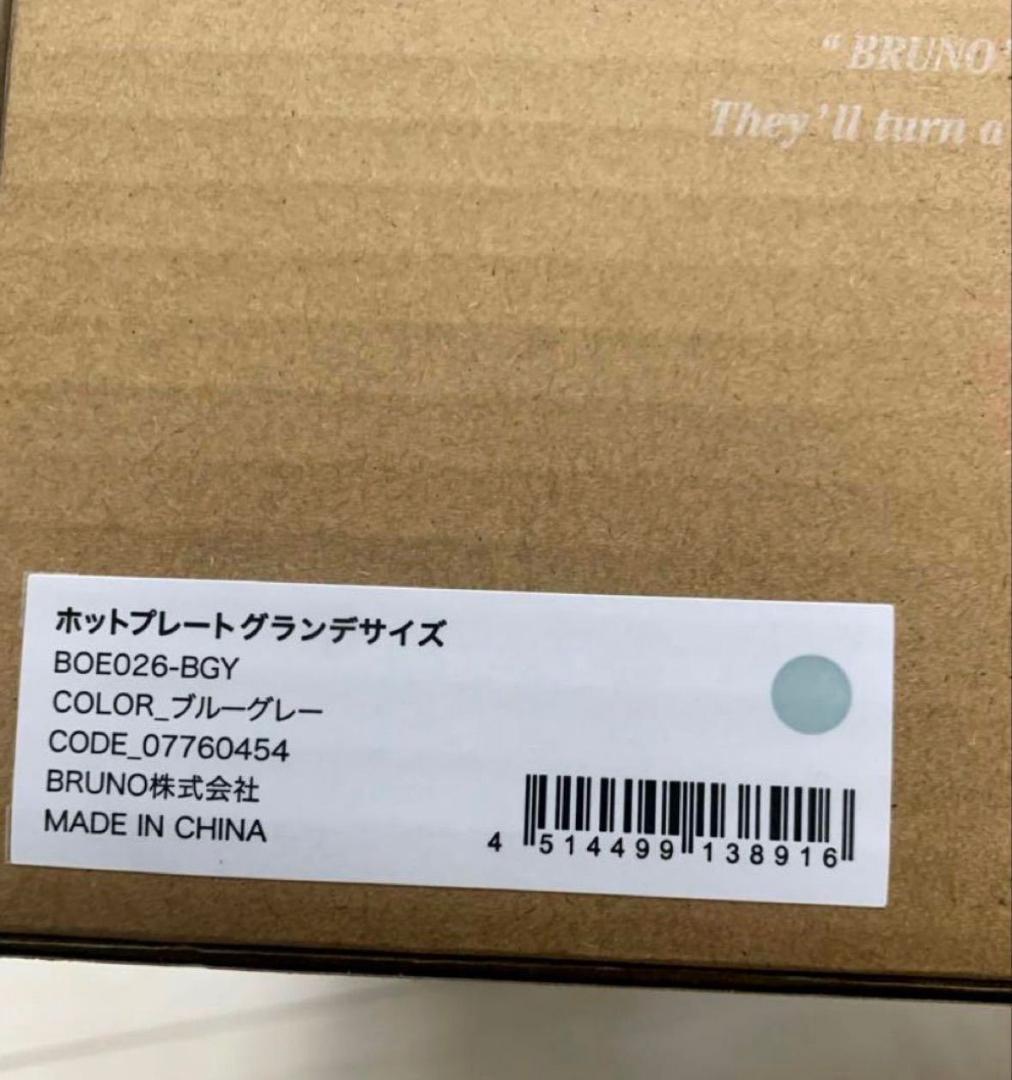 “BRUNO”
They’ll turn a
ホットプレートグランデサイズ
BOE026-BGY
COLOR_ブルーグレー
CODE_07760454
BRUNO株式会社
MADE IN CHINA
4 514499 138916